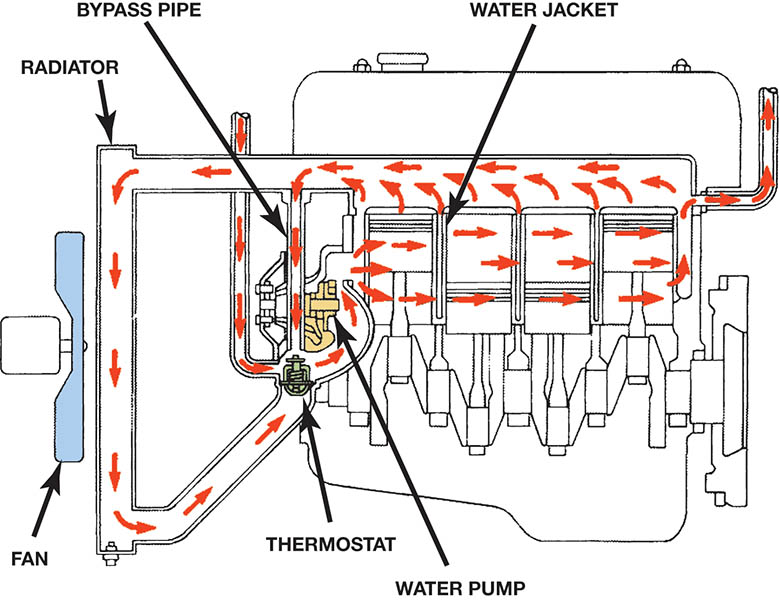 BYPASS PIPE
WATER JACKET
RADIATOR
FAN
THERMOSTAT
WATER PUMP